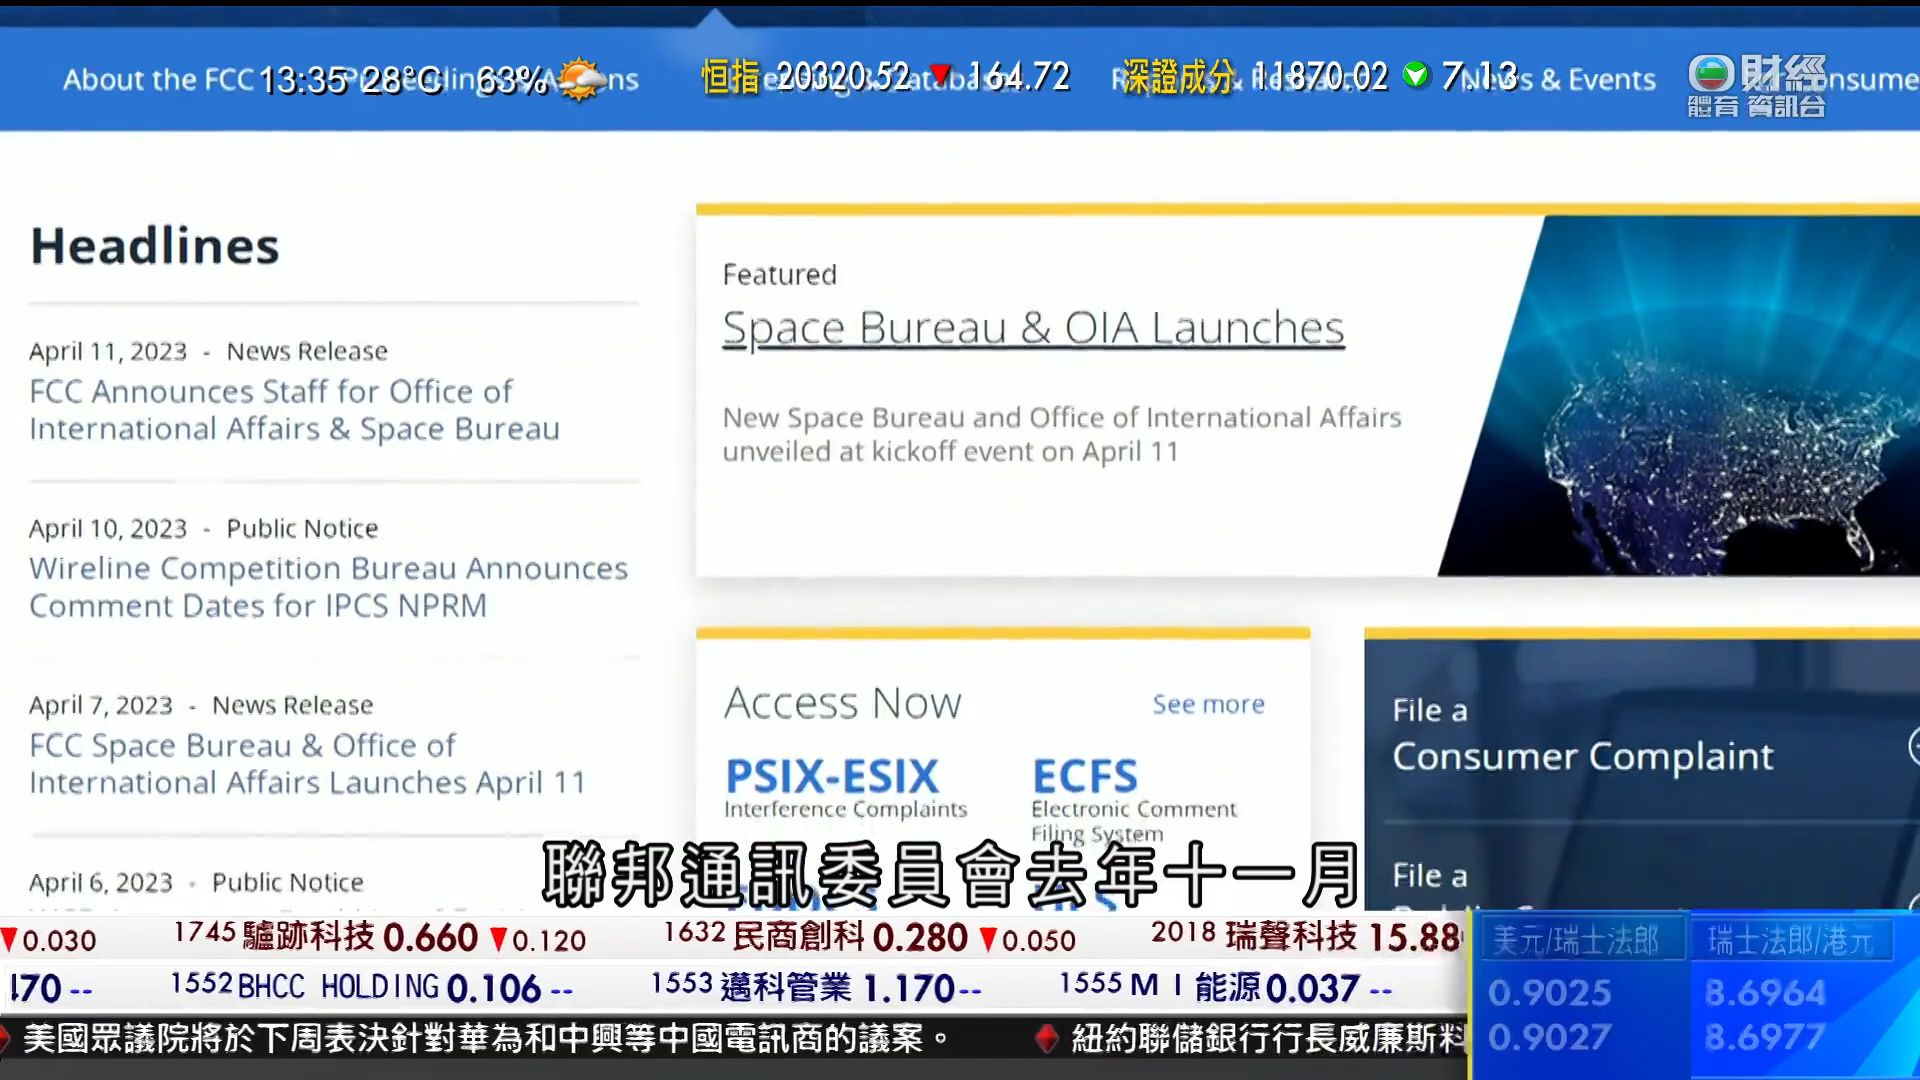 About the FCC
13:35 28°C 63%
恒指 20320.52 ▼ 164.72
深證成分 11870.02 7.13
News & Events
財經
體育 資訊台
Headlines
April 11, 2023 - News Release
FCC Announces Staff for Office of
International Affairs & Space Bureau
April 10, 2023 - Public Notice
Wireline Competition Bureau Announces
Comment Dates for IPCS NPRM
April 7, 2023 - News Release
FCC Space Bureau & Office of
International Affairs Launches April 11
April 6, 2023 - Public Notice
Featured
Space Bureau & OIA Launches
New Space Bureau and Office of International Affairs
unveiled at kickoff event on April 11
Access Now
See more
PSIX-ESIX
Interference Complaints
ECFS
Electronic Comment
Filing System
File a
Consumer Complaint
File a
聯邦通訊委員會去年十一月
▼0.030 1745 驢跡科技 0.660 ▼0.120 1632 民商創科 0.280 ▼0.050 2018 瑞聲科技 15.88
170 -- 1552 BHCC HOLDING 0.106 -- 1553 邁科管業 1.170 -- 1555 M I 能源 0.037 --
美國眾議院將於下周表決針對華為和中興等中國電訊商的議案。 紐約聯儲銀行行長威廉斯料
美元/瑞士法郎 瑞士法郎/港元
0.9025 8.6964
0.9027 8.6977